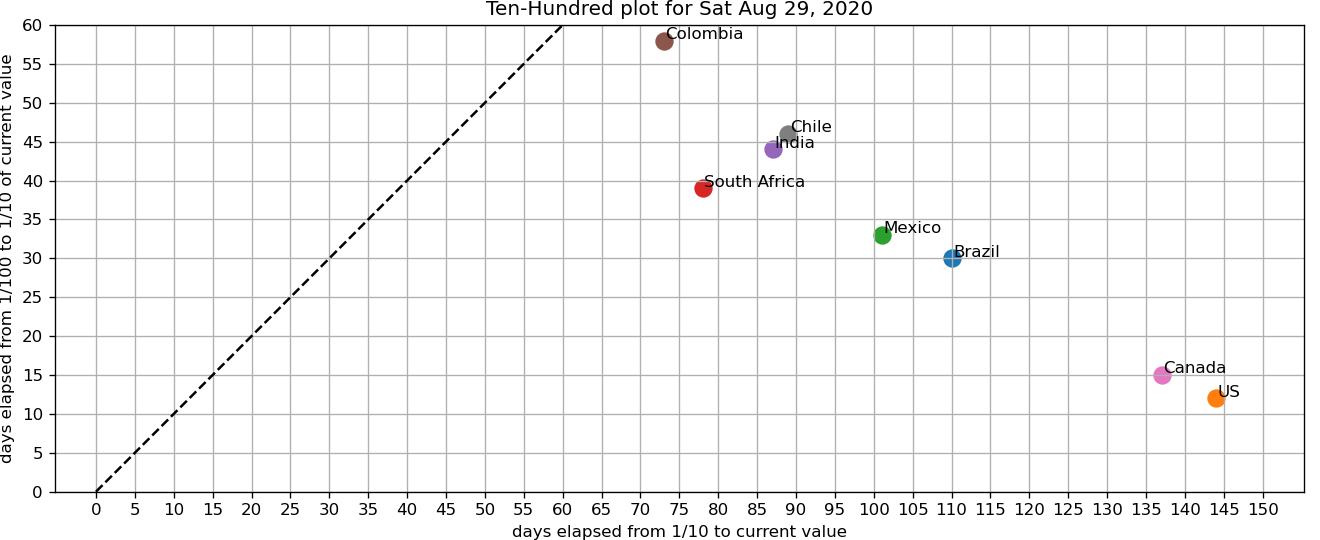 Ten-Hundred plot for Sat Aug 29, 2020
days elapsed from 1/100 to 1/10 of current value
60
55
50
45
40
35
30
25
20
15
10
5
0
Colombia
Chile
India
South Africa
Mexico
Brazil
Canada
US
0 5 10 15 20 25 30 35 40 45 50 55 60 65 70 75 80 85 90 95 100 105 110 115 120 125 130 135 140 145 150
days elapsed from 1/10 to current value